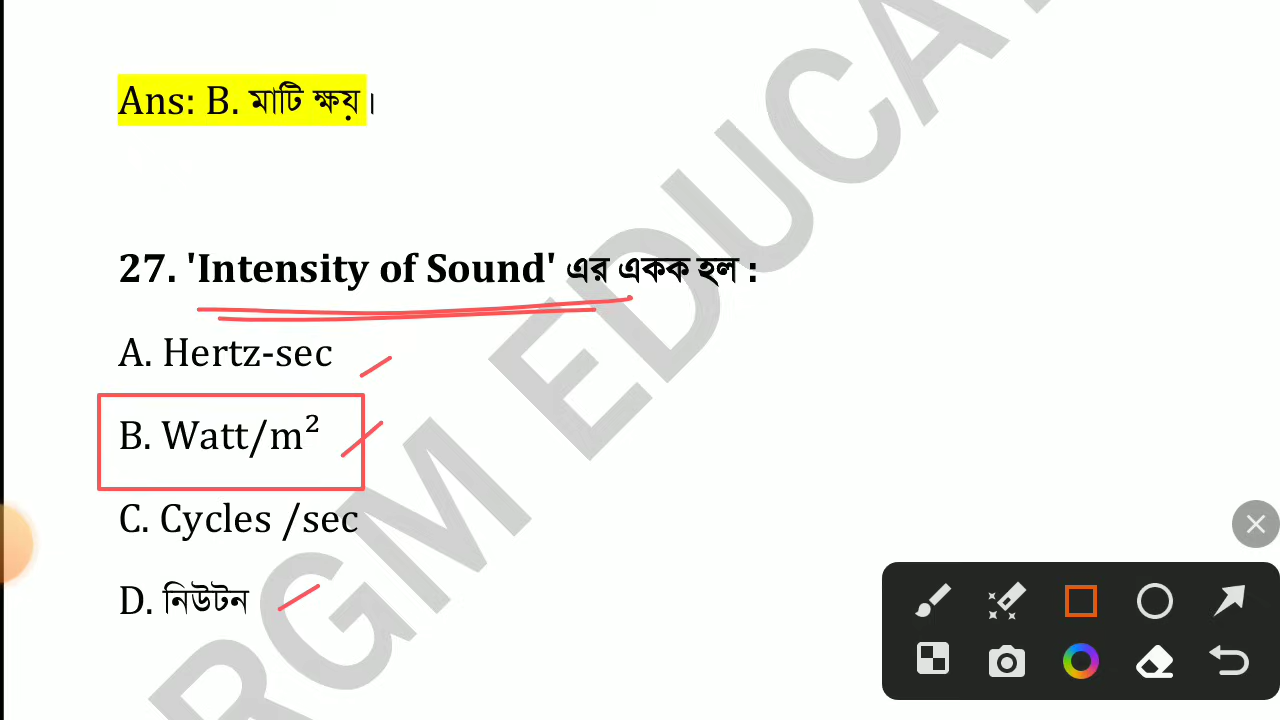 Ans: B. মাটি ক্ষয়।
27. 'Intensity of Sound' এর একক হল :
A. Hertz-sec
B. Watt/m²
C. Cycles /sec
D. নিউটন
RGM EDUCA